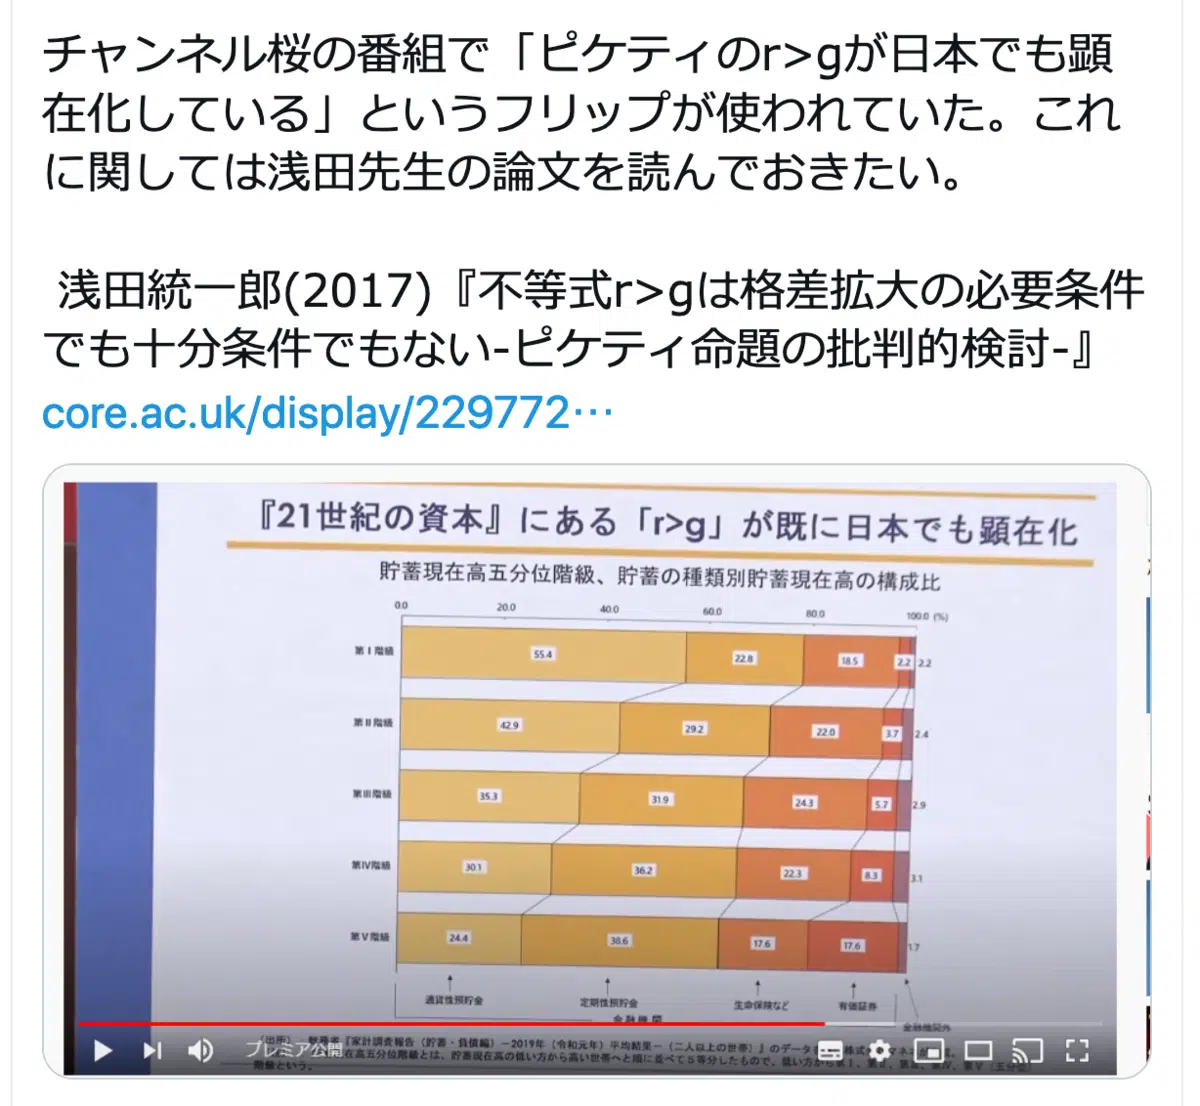 チャンネル桜の番組で「ピケティのr>gが日本でも顕
在化している」というフリップが使われていた。これ
に関しては浅田先生の論文を読んでおきたい。
浅田統一郎(2017)『不等式r>gは格差拡大の必要条件
でも十分条件でもない-ピケティ命題の批判的検討-』
core.ac.uk/display/229772…
『21世紀の資本』にある「r>g」が既に日本でも顕在化
貯蓄現在高五分位階級、貯蓄の種類別貯蓄現在高の構成比
0.0 20.0 40.0 60.0 80.0 100.0 (%)
第Ⅰ階級 55.4 22.8 18.5 2.2 2.2
第Ⅱ階級 42.9 29.2 22.0 3.7 2.4
第Ⅲ階級 35.3 31.9 24.3 5.7 2.9
第Ⅳ階級 30.1 36.2 22.3 8.3 3.1
第Ⅴ階級 24.4 38.6 17.6 17.6 1.7
通貨性預貯金 定期性預貯金 生命保険など 有価証券
金融機関
金融機関外
プレミア公開
『家計調査報告(貯蓄・負債編)－2019年(令和元年)平均結果－(二人以上の世帯)』のデータ
在高五分位階級とは、貯蓄現在高の低い方から高い世帯へと順に並べて5等分したもので、低い方から
階級という。